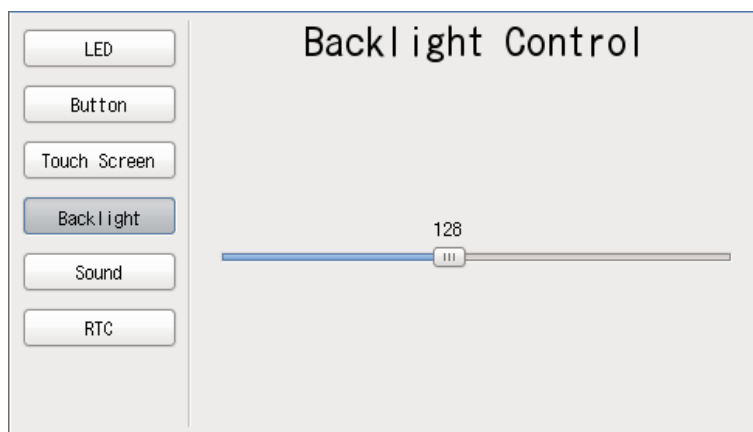 LED
Button
Touch Screen
Backlight
Sound
RTC
Backlight Control
128